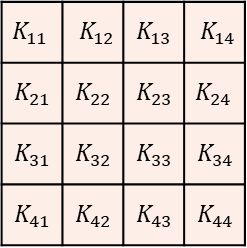 K₁₁ K₁₂ K₁₃ K₁₄
K₂₁ K₂₂ K₂₃ K₂₄
K₃₁ K₃₂ K₃₃ K₃₄
K₄₁ K₄₂ K₄₃ K₄₄